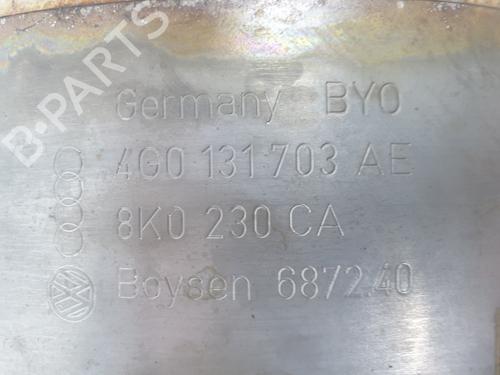 B-PARTS
Germany BYO
4G0 131 703 AE
8K0 230 CA
Boysen 687240